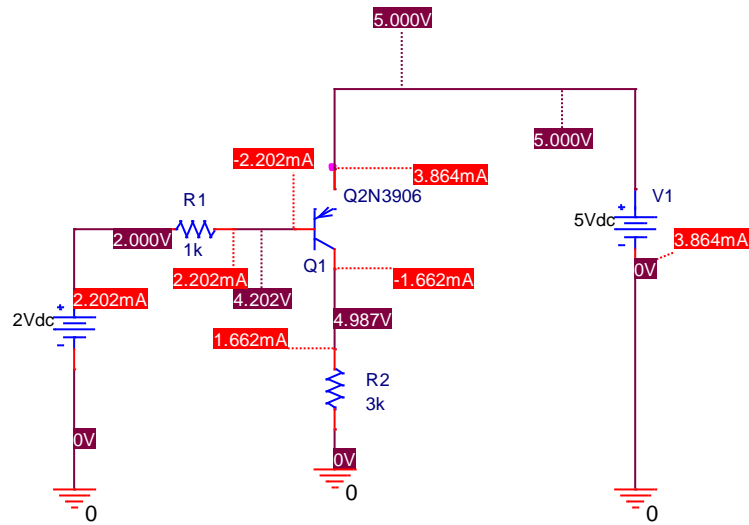 5.000V
5.000V
-2.202mA
3.864mA
R1
Q2N3906
V1
1k
2.000V
5Vdc
3.864mA
Q1
2.202mA
-1.662mA
0V
2.202mA
4.202V
2Vdc
4.987V
1.662mA
R2
3k
0V
0V
0
0
0